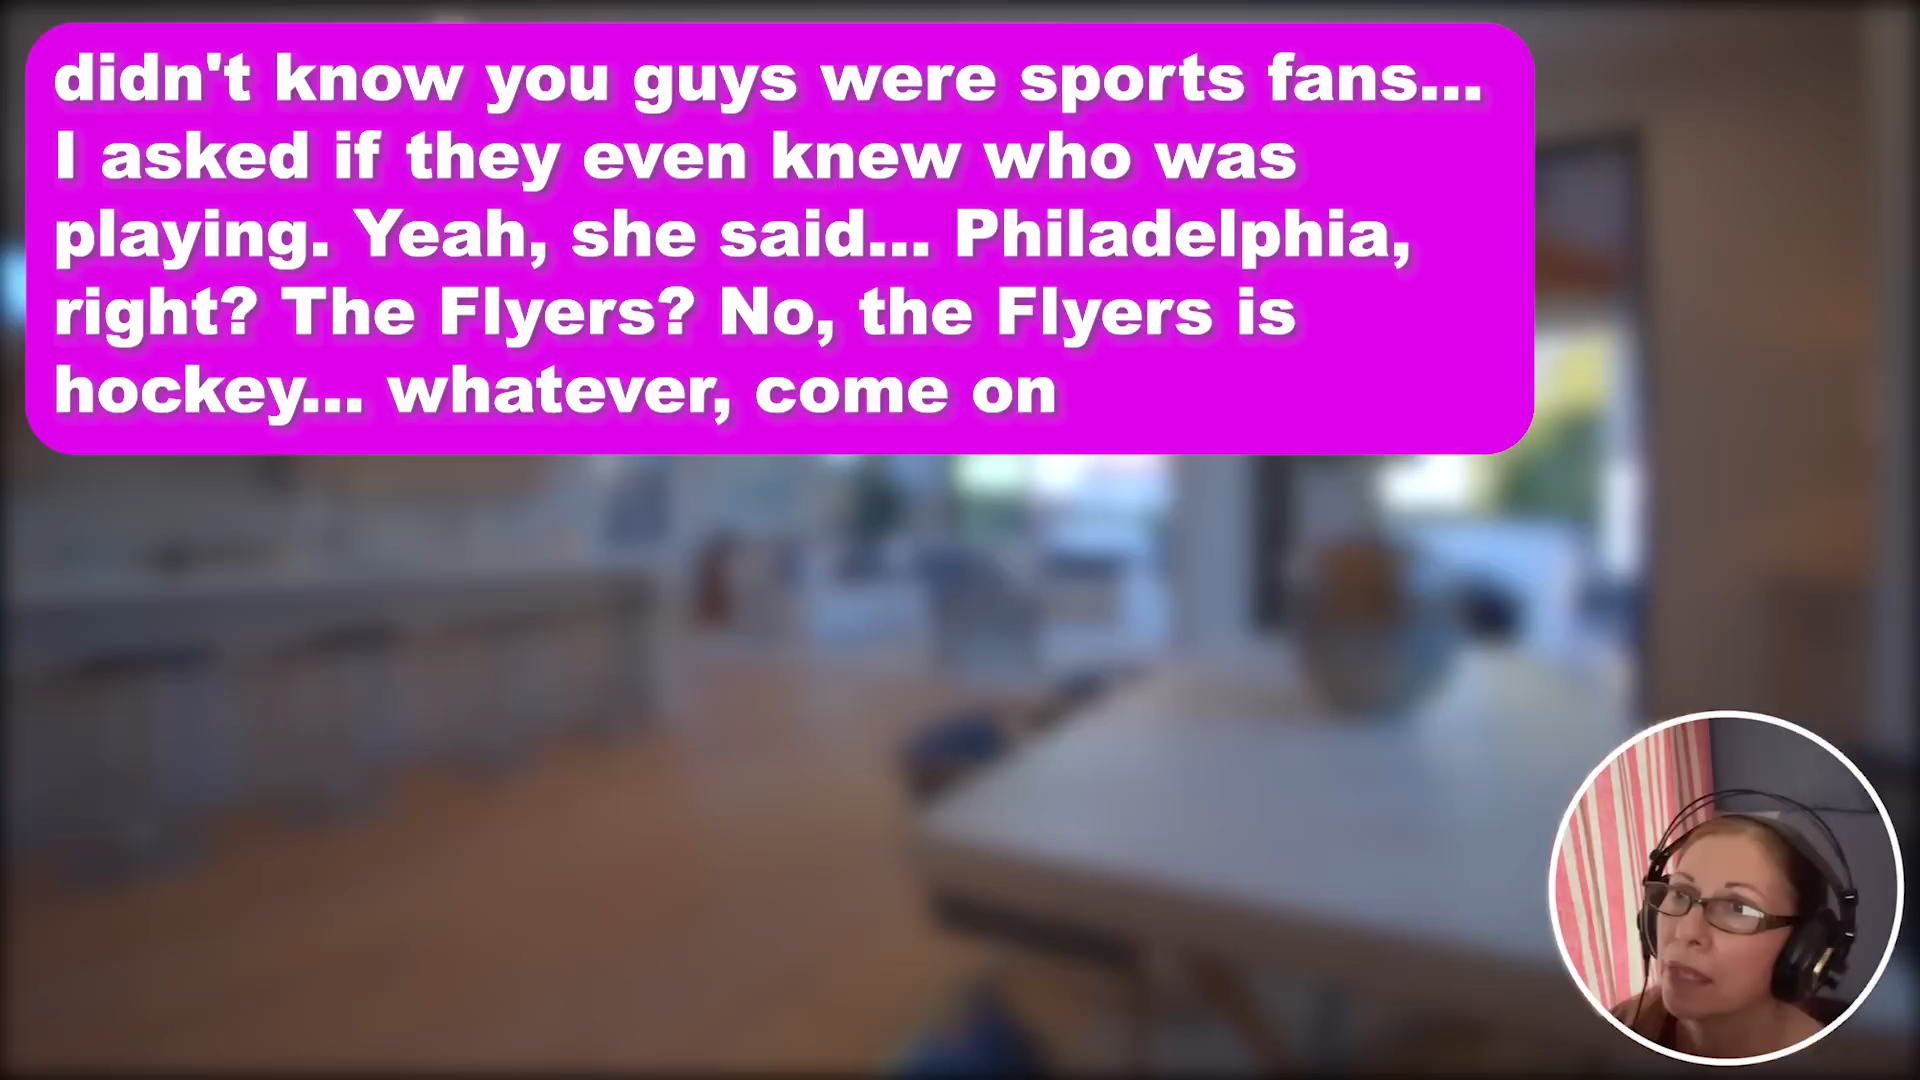 didn't know you guys were sports fans...
I asked if they even knew who was
playing. Yeah, she said... Philadelphia,
right? The Flyers? No, the Flyers is
hockey... whatever, come on